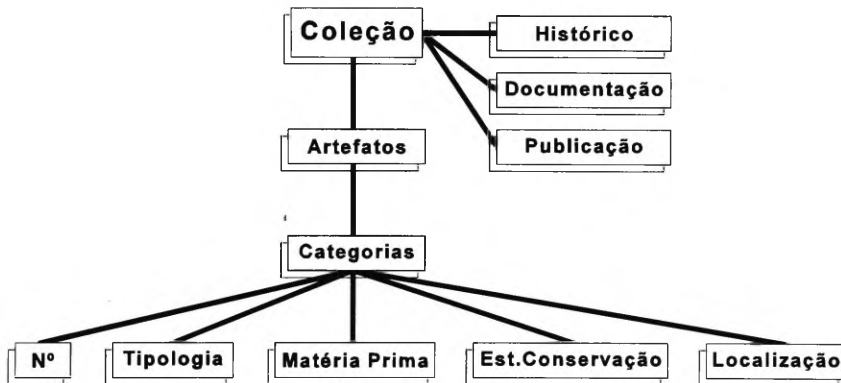 Coleção
Histórico
Documentação
Artefatos
Publicação
Categorias
Nº
Tipologia
Matéria Prima
Est.Conservação
Localização